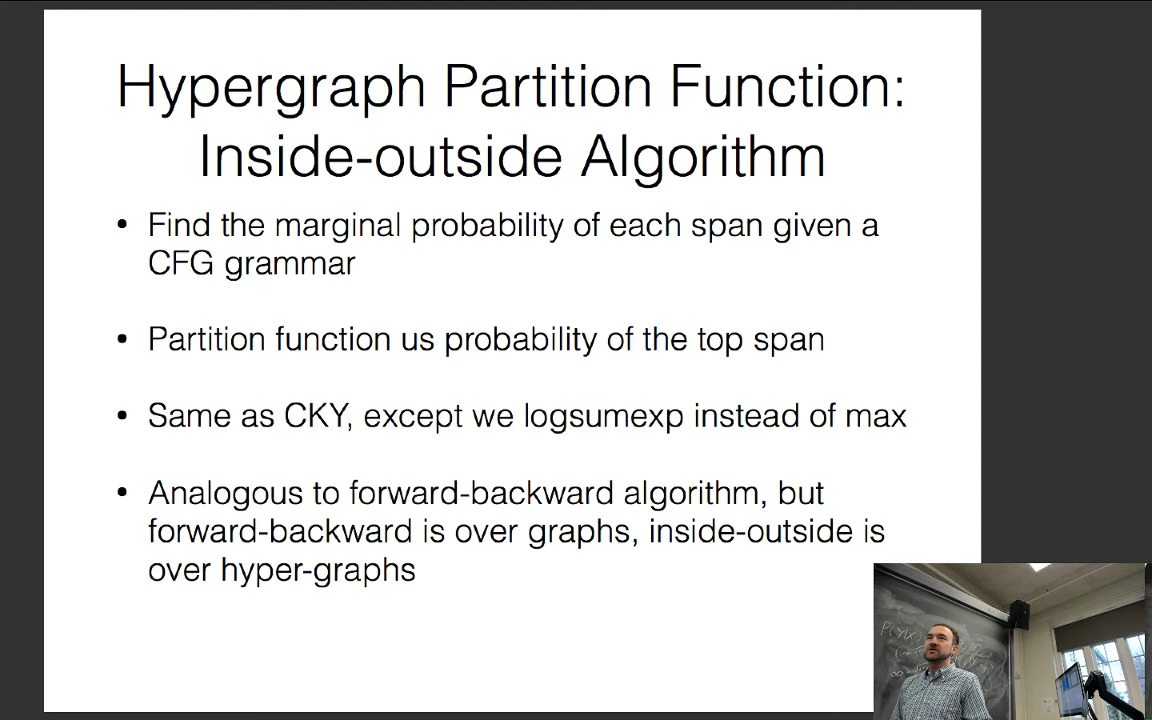 Hypergraph Partition Function:
Inside-outside Algorithm
• Find the marginal probability of each span given a
CFG grammar
• Partition function us probability of the top span
• Same as CKY, except we logsumexp instead of max
• Analogous to forward-backward algorithm, but
forward-backward is over graphs, inside-outside is
over hyper-graphs
P(Y|X)